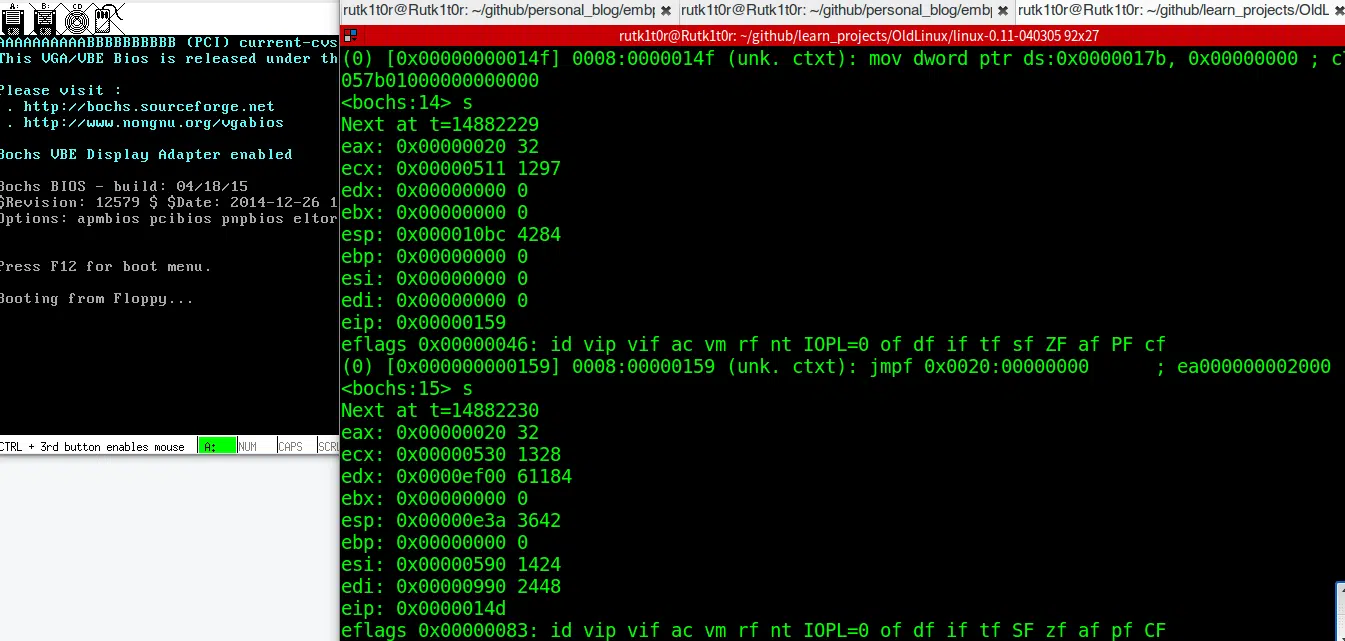 A: B: CD
AAAAAAAAAABBBBBBBBBBB (PCI) current-cvs
This VGA/VBE Bios is released under th
Please visit :
. http://bochs.sourceforge.net
. http://www.nongnu.org/vgabios
Bochs VBE Display Adapter enabled
Bochs BIOS - build: 04/18/15
$Revision: 12579 $ $Date: 2014-12-26 1
Options: apmbios pcibios pnpbios eltor
Press F12 for boot menu.
Booting from Floppy...
CTRL + 3rd button enables mouse A: NUM CAPS SCRL
rutk1t0r@Rutk1t0r: ~/github/personal_blog/emb ✖ rutk1t0r@Rutk1t0r: ~/github/personal_blog/emb ✖ rutk1t0r@Rutk1t0r: ~/github/learn_projects/OldL ✖
rutk1t0r@Rutk1t0r: ~/github/learn_projects/OldLinux/linux-0.11-040305 92x27
(0) [0x00000000014f] 0008:0000014f (unk. ctxt): mov dword ptr ds:0x0000017b, 0x00000000 ; c
057b01000000000000
<bochs:14> s
Next at t=14882229
eax: 0x00000020 32
ecx: 0x00000511 1297
edx: 0x00000000 0
ebx: 0x00000000 0
esp: 0x000010bc 4284
ebp: 0x00000000 0
esi: 0x00000000 0
edi: 0x00000000 0
eip: 0x00000159
eflags 0x00000046: id vip vif ac vm rf nt IOPL=0 of df if tf sf ZF af PF cf
(0) [0x000000000159] 0008:00000159 (unk. ctxt): jmpf 0x0020:00000000 ; ea000000002000
<bochs:15> s
Next at t=14882230
eax: 0x00000020 32
ecx: 0x00000530 1328
edx: 0x0000ef00 61184
ebx: 0x00000000 0
esp: 0x00000e3a 3642
ebp: 0x00000000 0
esi: 0x00000590 1424
edi: 0x00000990 2448
eip: 0x0000014d
eflags 0x00000083: id vip vif ac vm rf nt IOPL=0 of df if tf SF zf af pf CF